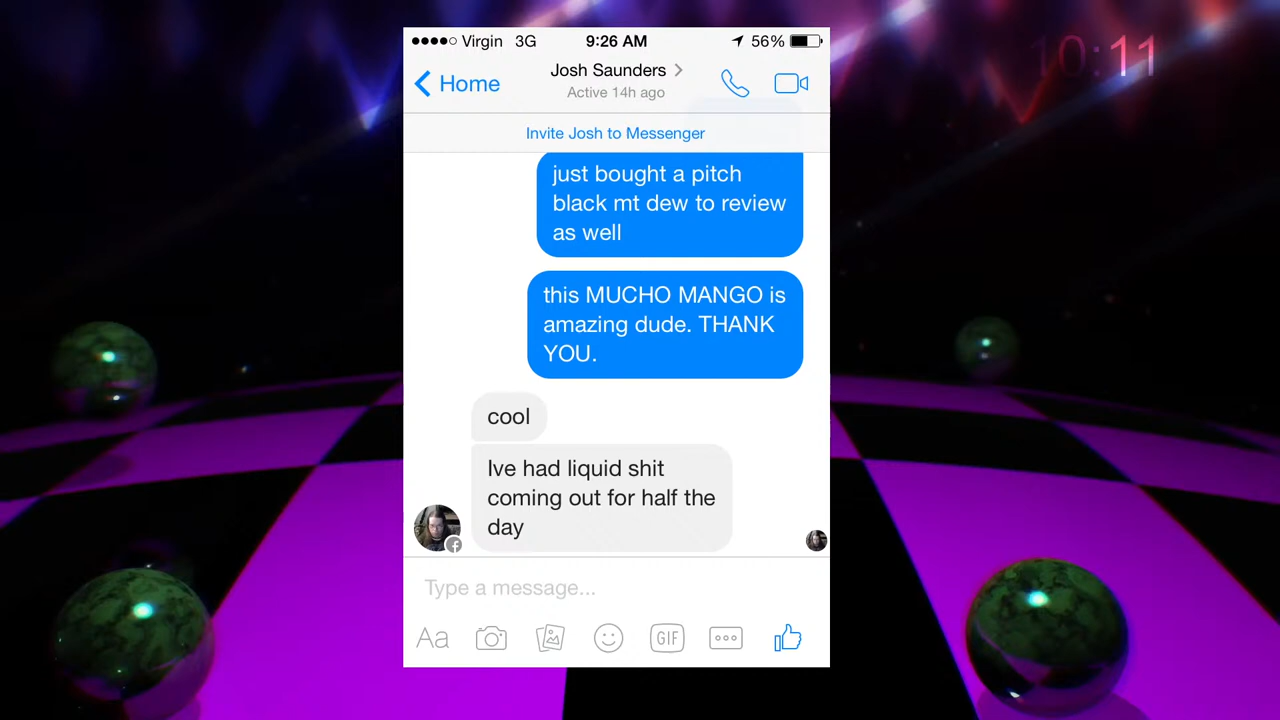 Virgin 3G 9:26 AM 56%
10:11
Home
Josh Saunders
Active 14h ago
Invite Josh to Messenger
just bought a pitch
black mt dew to review
as well
this MUCHO MANGO is
amazing dude. THANK
YOU.
cool
Ive had liquid shit
coming out for half the
day
f
Type a message...
Aa
GIF